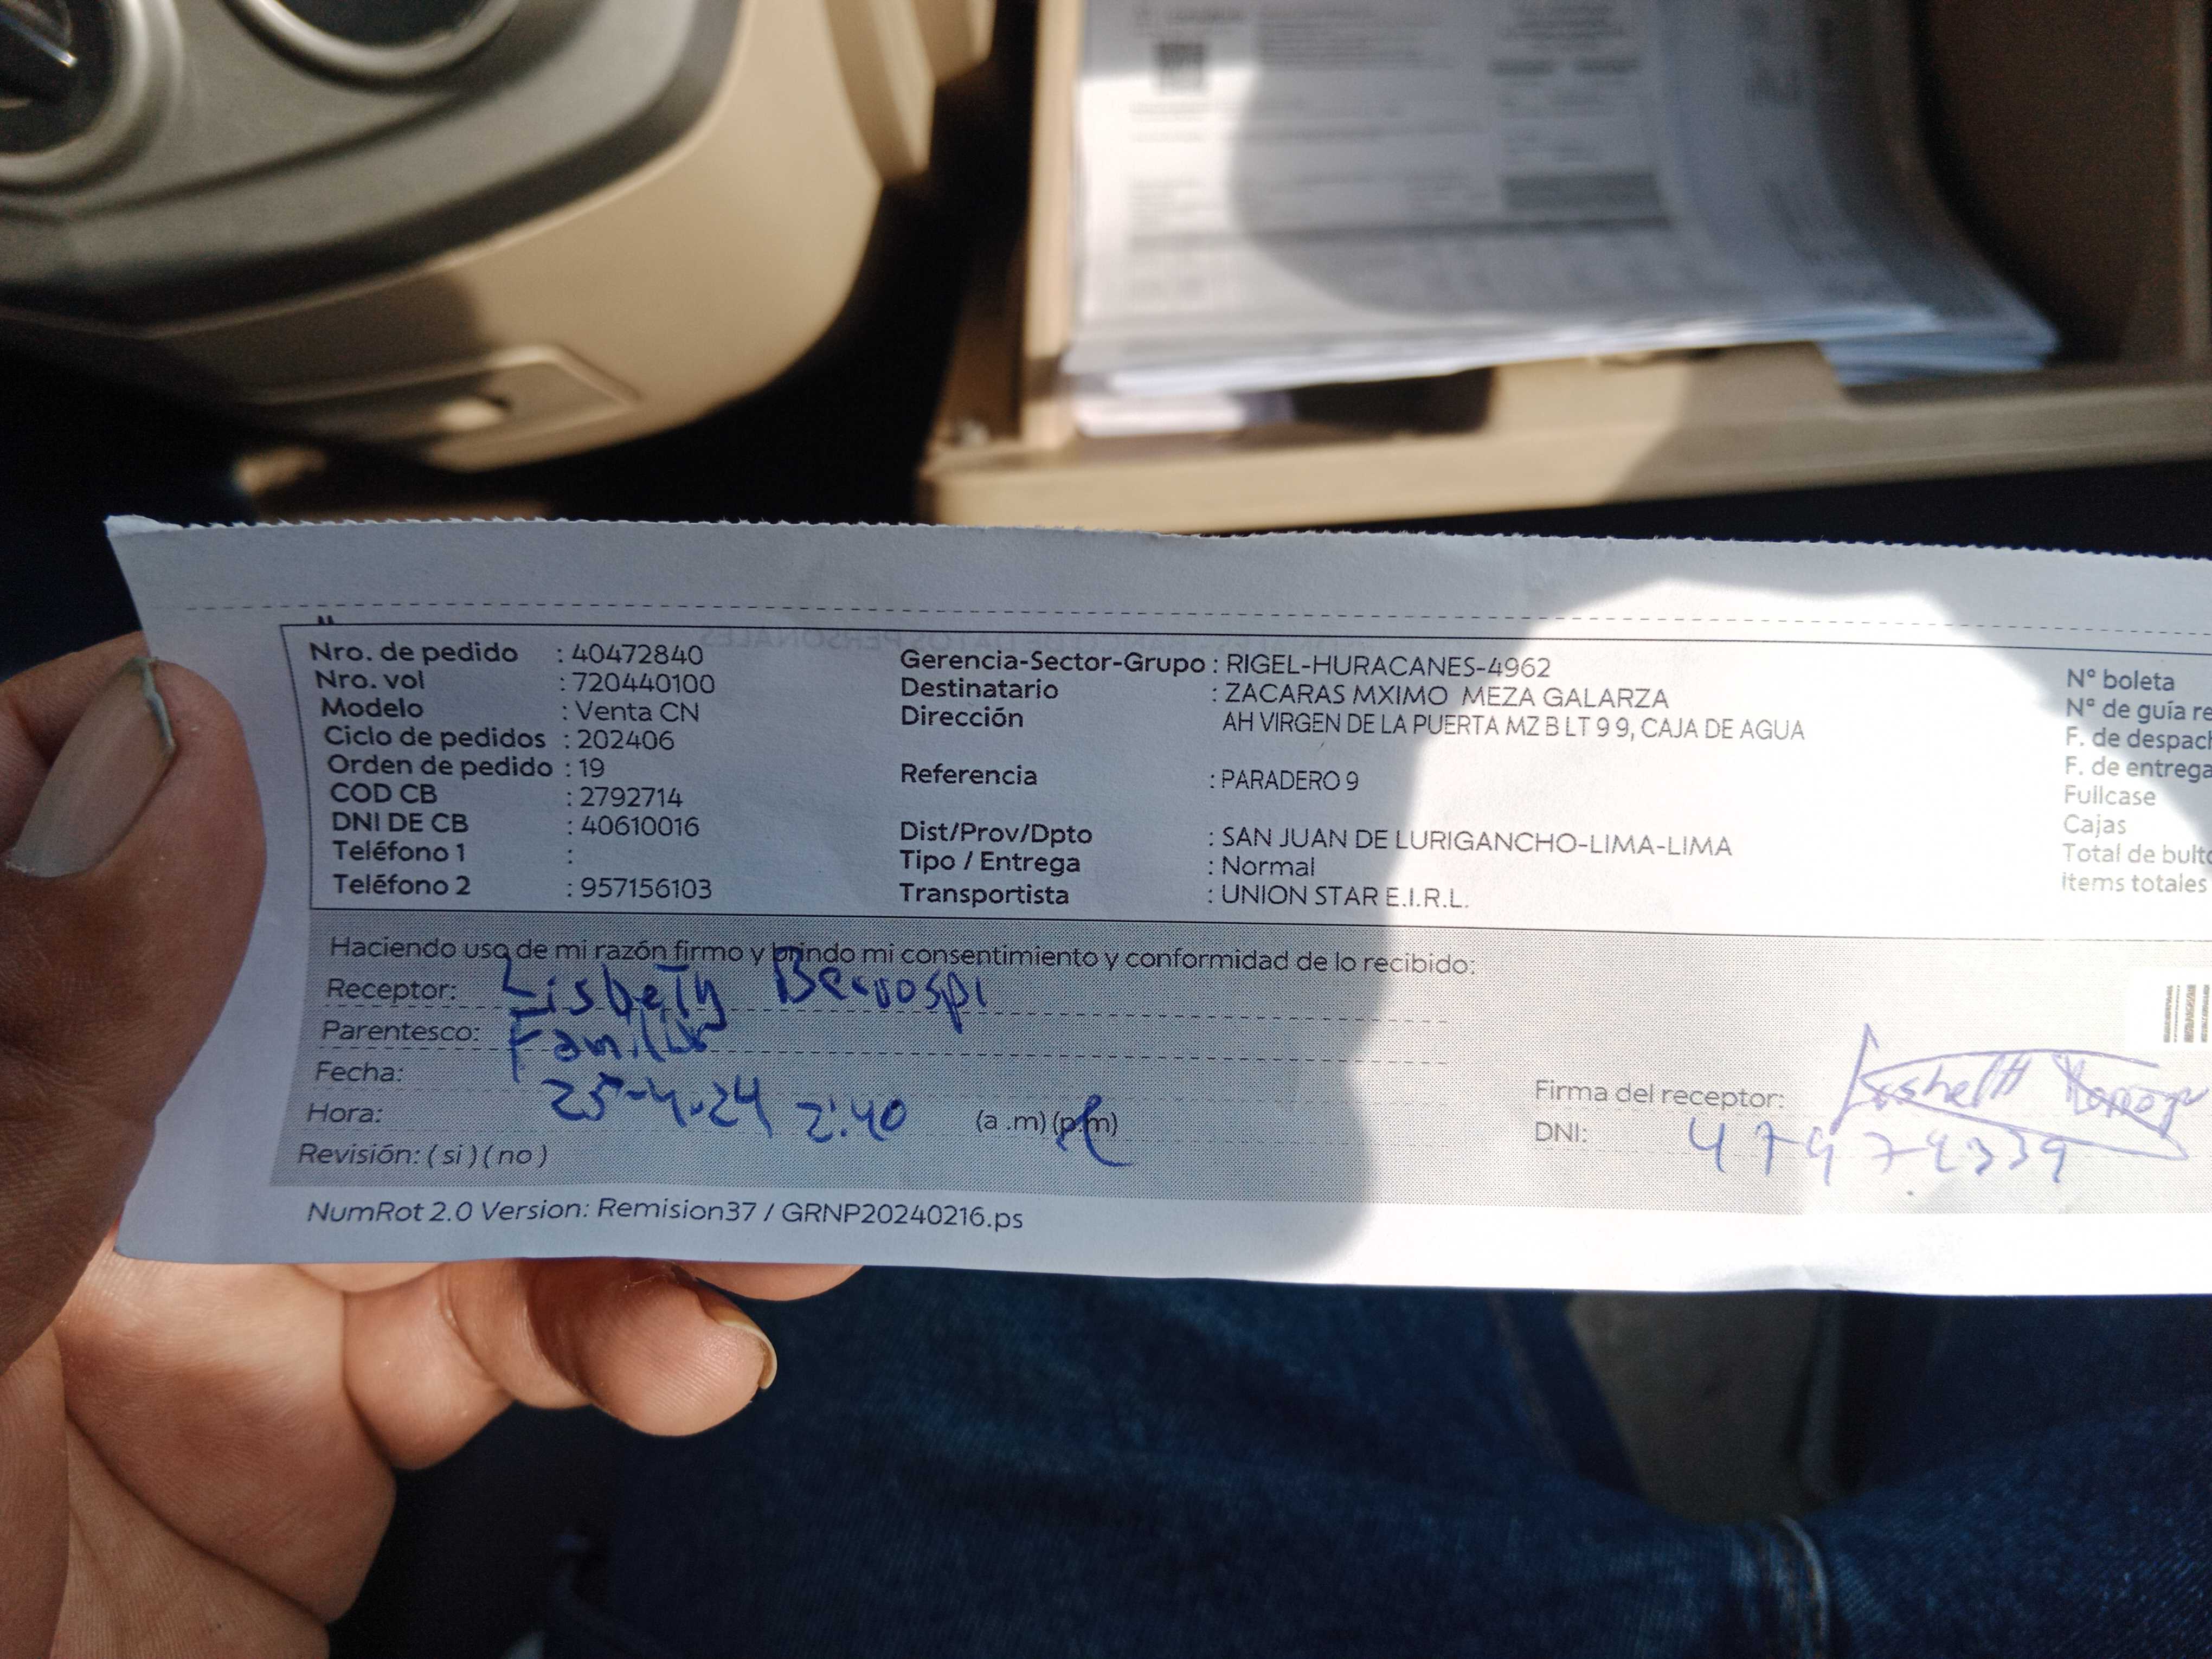 Nro. de pedido : 40472840
Nro. vol : 720440100
Modelo : Venta CN
Ciclo de pedidos : 202406
Orden de pedido : 19
COD CB : 2792714
DNI DE CB : 40610016
Teléfono 1 :
Teléfono 2 : 957156103
Gerencia-Sector-Grupo : RIGEL-HURACANES-4962
Destinatario : ZACARAS MXIMO MEZA GALARZA
Dirección AH VIRGEN DE LA PUERTA MZ B LT 9 9, CAJA DE AGUA
Referencia : PARADERO 9
Dist/Prov/Dpto : SAN JUAN DE LURIGANCHO-LIMA-LIMA
Tipo / Entrega : Normal
Transportista : UNION STAR E.I.R.L.
N° boleta
N° de guía re
F. de despach
F. de entrega
Fullcase
Cajas
Total de bulto
Items totales
Haciendo uso de mi razón firmo y brindo mi consentimiento y conformidad de lo recibido:
Receptor: Lisbeth Berrospi
Parentesco: Familiar
Fecha: 25-4-24
Hora: 2:40 (a .m) (p.m)
Revisión: ( si ) ( no )
Firma del receptor:
DNI:
NumRot 2.0 Version: Remision37 / GRNP20240216.ps